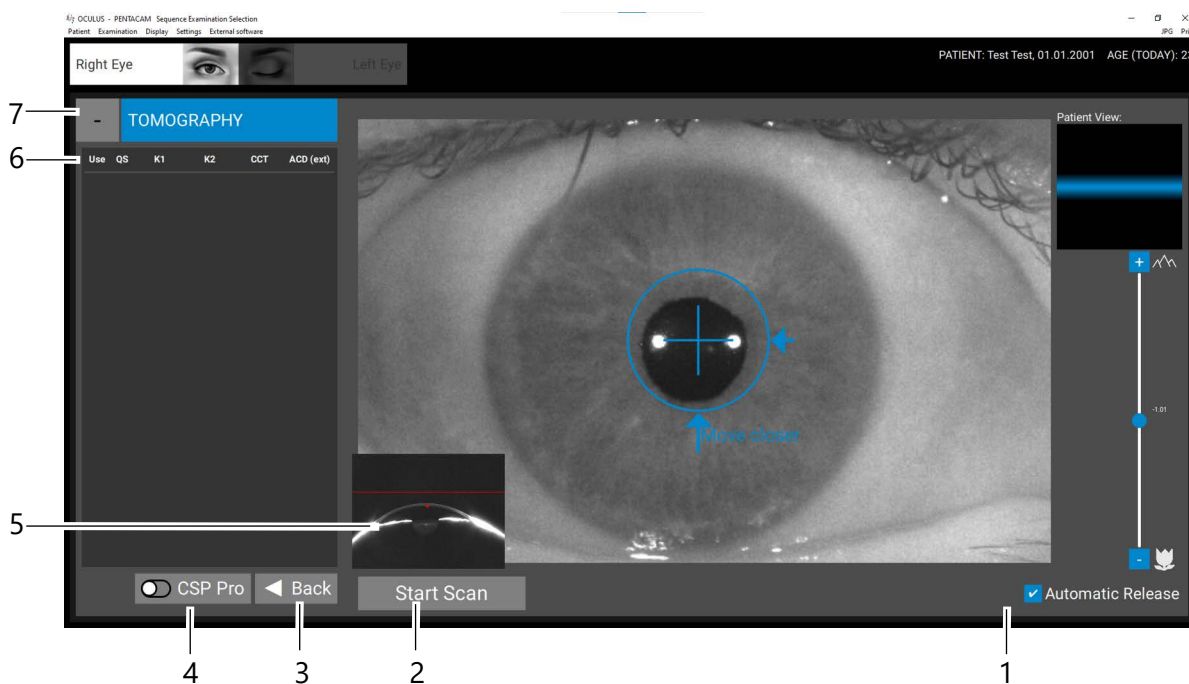 OCULUS - PENTACAM Sequence Examination Selection
Patient Examination Display Settings External software
JPG Pri
Right Eye
Left Eye
PATIENT: Test Test, 01.01.2001 AGE (TODAY): 23
7
- TOMOGRAPHY
Patient View:
6
Use QS K1 K2 CCT ACD (ext)
+
-1.01
Move closer
5
-
CSP Pro
Back
Start Scan
Automatic Release
4
3
2
1